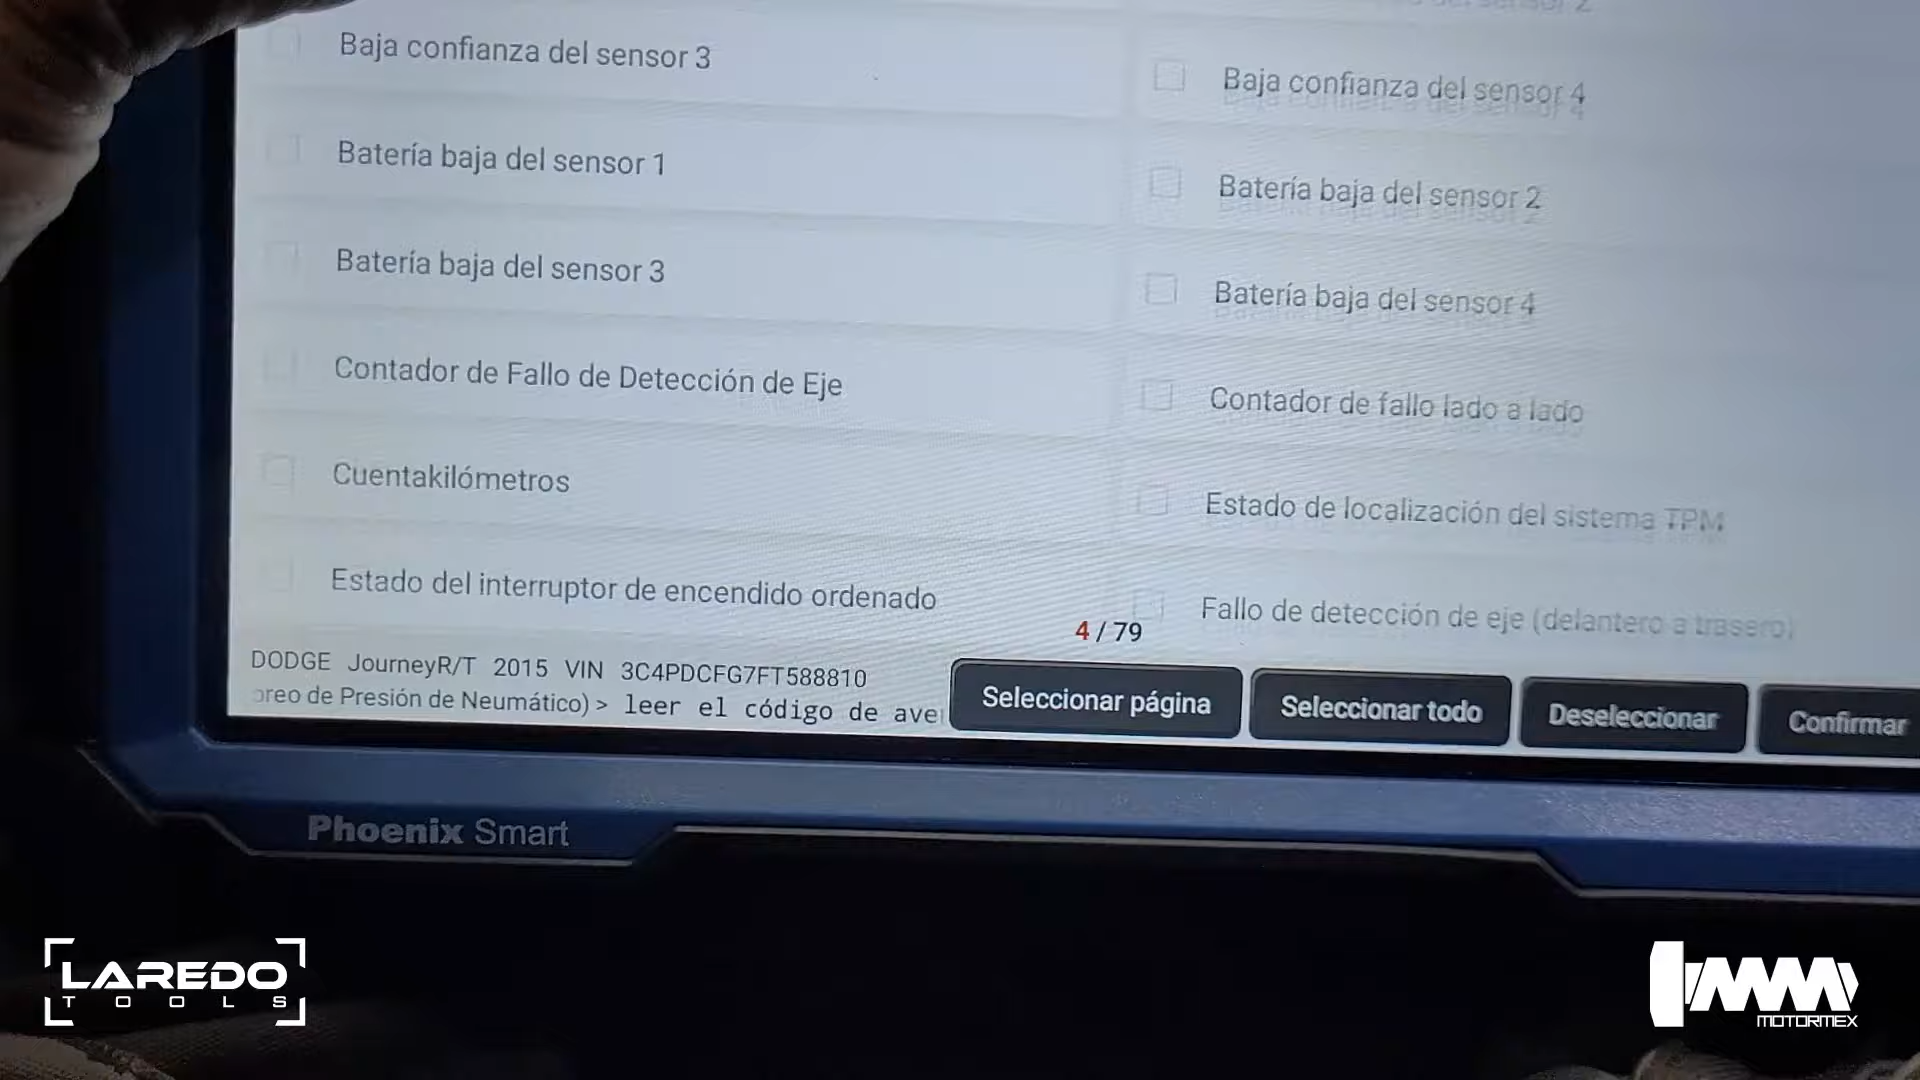 Baja confianza del sensor 3
Baja confianza del sensor 4
Batería baja del sensor 1
Batería baja del sensor 2
Batería baja del sensor 3
Batería baja del sensor 4
Contador de Fallo de Detección de Eje
Contador de fallo lado a lado
Cuentakilómetros
Estado de localización del sistema TPM
Estado del interruptor de encendido ordenado
Fallo de detección de eje (delantero a trasero)
4 / 79
DODGE JourneyR/T 2015 VIN 3C4PDCFG7FT588810
oreo de Presión de Neumático) > leer el código de ave
Seleccionar página
Seleccionar todo
Deseleccionar
Confirmar
Phoenix Smart
LAREDO
TOOLS
MOTORMEX